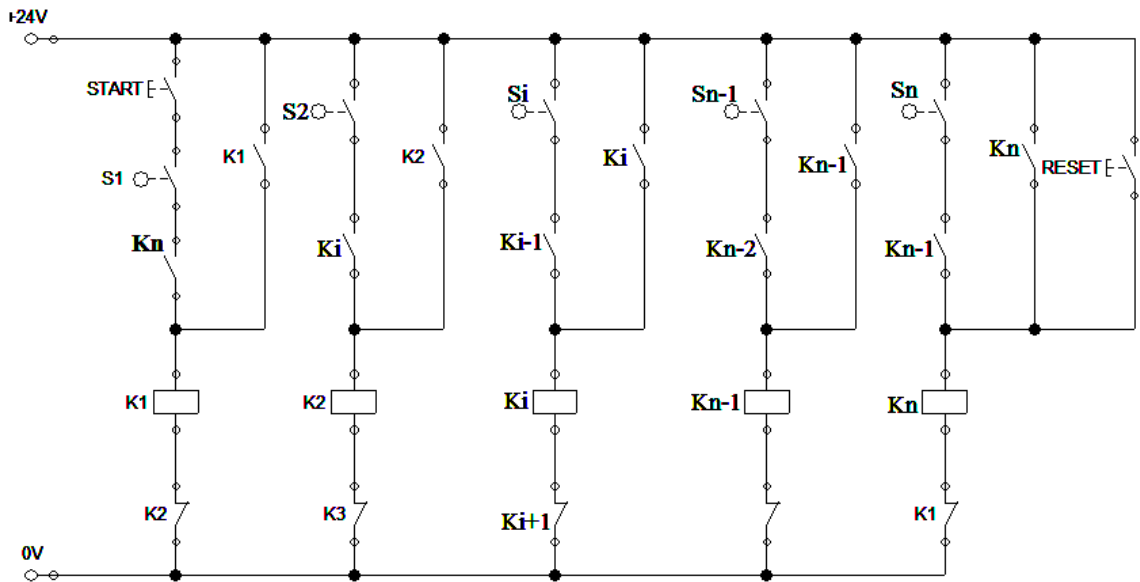 +24V
START
S1
Kn
K1
S2
Ki
K2
Si
Ki-1
Ki
Sn-1
Kn-2
Kn-1
Sn
Kn-1
Kn
RESET
K1
K2
Ki
Kn-1
Kn
K2
K3
Ki+1
K1
0V